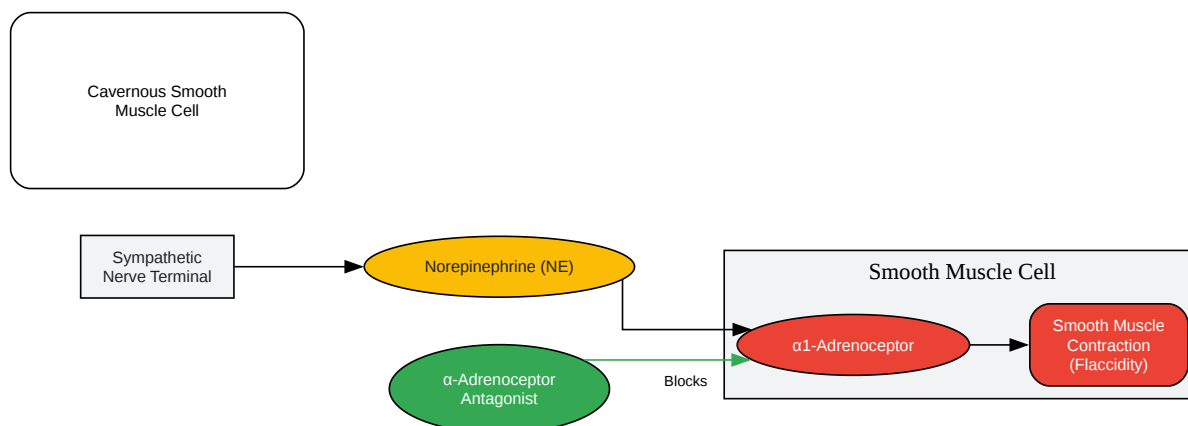 Cavernous Smooth
Muscle Cell
Sympathetic
Nerve Terminal
Norepinephrine (NE)
Smooth Muscle Cell
α1-Adrenoceptor
Smooth Muscle
Contraction
(Flaccidity)
α-Adrenoceptor
Antagonist
Blocks